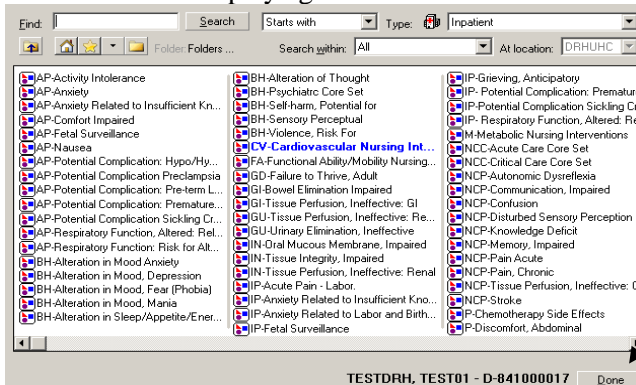 Find: Search Starts with Type: Inpatient
Folder: Folders ... Search within: All At location: DRHUHC
AP-Activity Intolerance
AP-Anxiety
AP-Anxiety Related to Insufficient Kn...
AP-Comfort Impaired
AP-Fetal Surveillance
AP-Nausea
AP-Potential Complication: Hypo/Hy...
AP-Potential Complication Preclampsia
AP-Potential Complication: Pre-term L...
AP-Potential Complication: Premature...
AP-Potential Complication Sickling Cr...
AP-Respiratory Function, Altered: Rel...
AP-Respiratory Function: Risk for Alt...
BH-Alteration in Mood Anxiety
BH-Alteration in Mood, Depression
BH-Alteration in Mood, Fear (Phobia)
BH-Alteration in Mood, Mania
BH-Alteration in Sleep/Appetite/Ener...
BH-Alteration of Thought
BH-Psychiatrc Core Set
BH-Self-harm, Potential for
BH-Sensory Perceptual
BH-Violence, Risk For
CV-Cardiovascular Nursing Int...
FA-Functional Ability/Mobility Nursing...
GD-Failure to Thrive, Adult
GI-Bowel Elimination Impaired
GI-Tissue Perfusion, Ineffective: GI
GU-Tissue Perfusion, Ineffective: Re...
GU-Urinary Elimination, Ineffective
IN-Oral Mucous Membrane, Impaired
IN-Tissue Integrity, Impaired
IN-Tissue Perfusion, Ineffective: Renal
IP-Acute Pain - Labor.
IP-Anxiety Related to Insufficient Kno...
IP-Anxiety Related to Labor and Birth...
IP-Fetal Surveillance
IP-Grieving, Anticipatory
IP- Potential Complication: Prematur
IP-Potential Complication Sickling Cr
IP- Respiratory Function, Altered: Re
M-Metabolic Nursing Interventions
NCC-Acute Care Core Set
NCC-Critical Care Core Set
NCP-Autonomic Dysreflexia
NCP-Communication, Impaired
NCP-Confusion
NCP-Disturbed Sensory Perception
NCP-Knowledge Deficit
NCP-Memory, Impaired
NCP-Pain Acute
NCP-Pain, Chronic
NCP-Tissue Perfusion, Ineffective: C
NCP-Stroke
P-Chemotherapy Side Effects
P-Discomfort, Abdominal
TESTDRH, TEST01 - D-841000017 Done